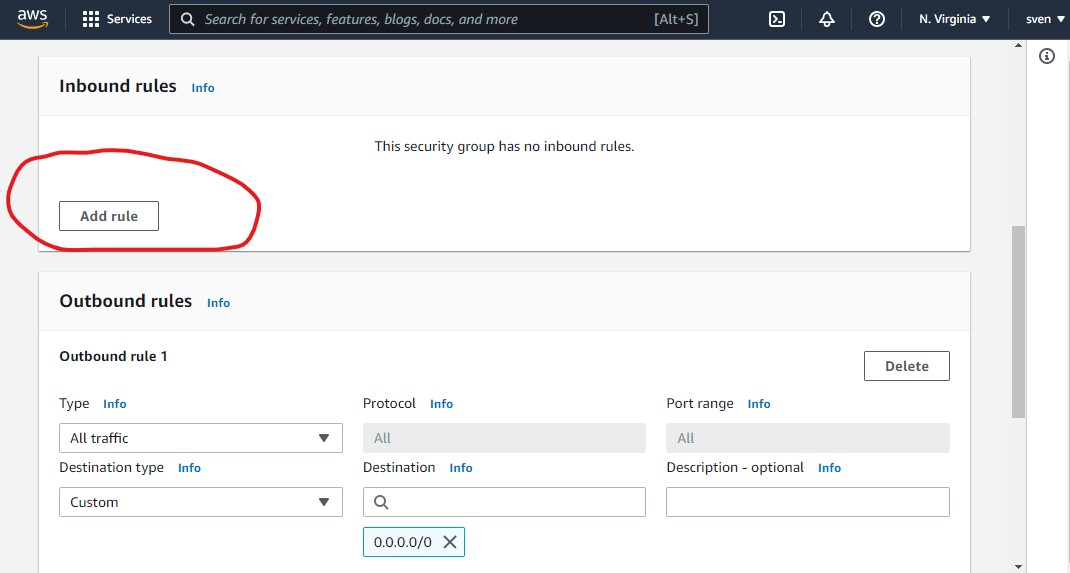 aws Services Search for services, features, blogs, docs, and more [Alt+S] N. Virginia sven
Inbound rules Info
This security group has no inbound rules.
Add rule
Outbound rules Info
Outbound rule 1
Delete
Type Info Protocol Info Port range Info
All traffic All All
Destination type Info Destination Info Description - optional Info
Custom
0.0.0.0/0